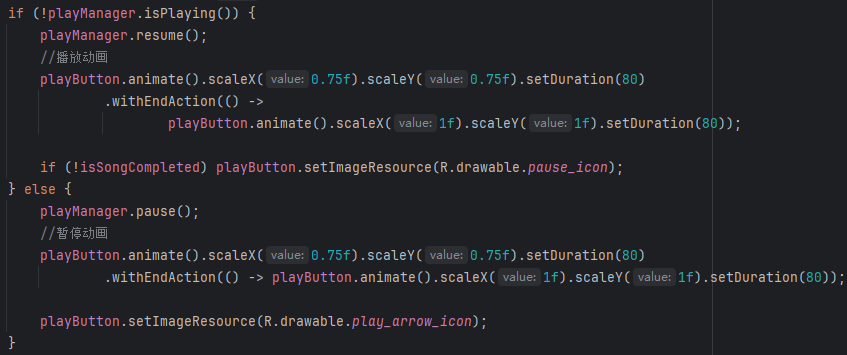 if (!playManager.isPlaying()) {
playManager.resume();
//播放动画
playButton.animate().scaleX( value: 0.75f).scaleY( value: 0.75f).setDuration(80)
.withEndAction(() ->
playButton.animate().scaleX( value: 1f).scaleY( value: 1f).setDuration(80));
if (!isSongCompleted) playButton.setImageResource(R.drawable.pause_icon);
} else {
playManager.pause();
//暂停动画
playButton.animate().scaleX( value: 0.75f).scaleY( value: 0.75f).setDuration(80)
.withEndAction(() -> playButton.animate().scaleX( value: 1f).scaleY( value: 1f).setDuration(80));
playButton.setImageResource(R.drawable.play_arrow_icon);
}